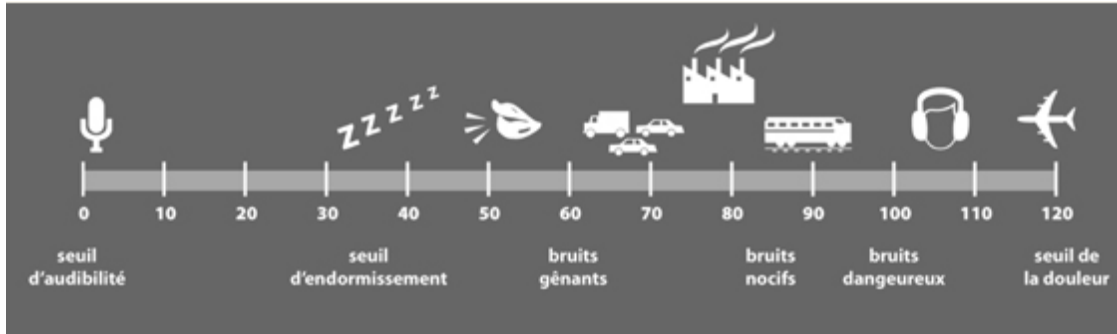 Z Z Z Z Z Z
0 10 20 30 40 50 60 70 80 90 100 110 120
seuil
d'audibilité
seuil
d'endormissement
bruits
gênants
bruits
nocifs
bruits
dangeureux
seuil de
la douleur